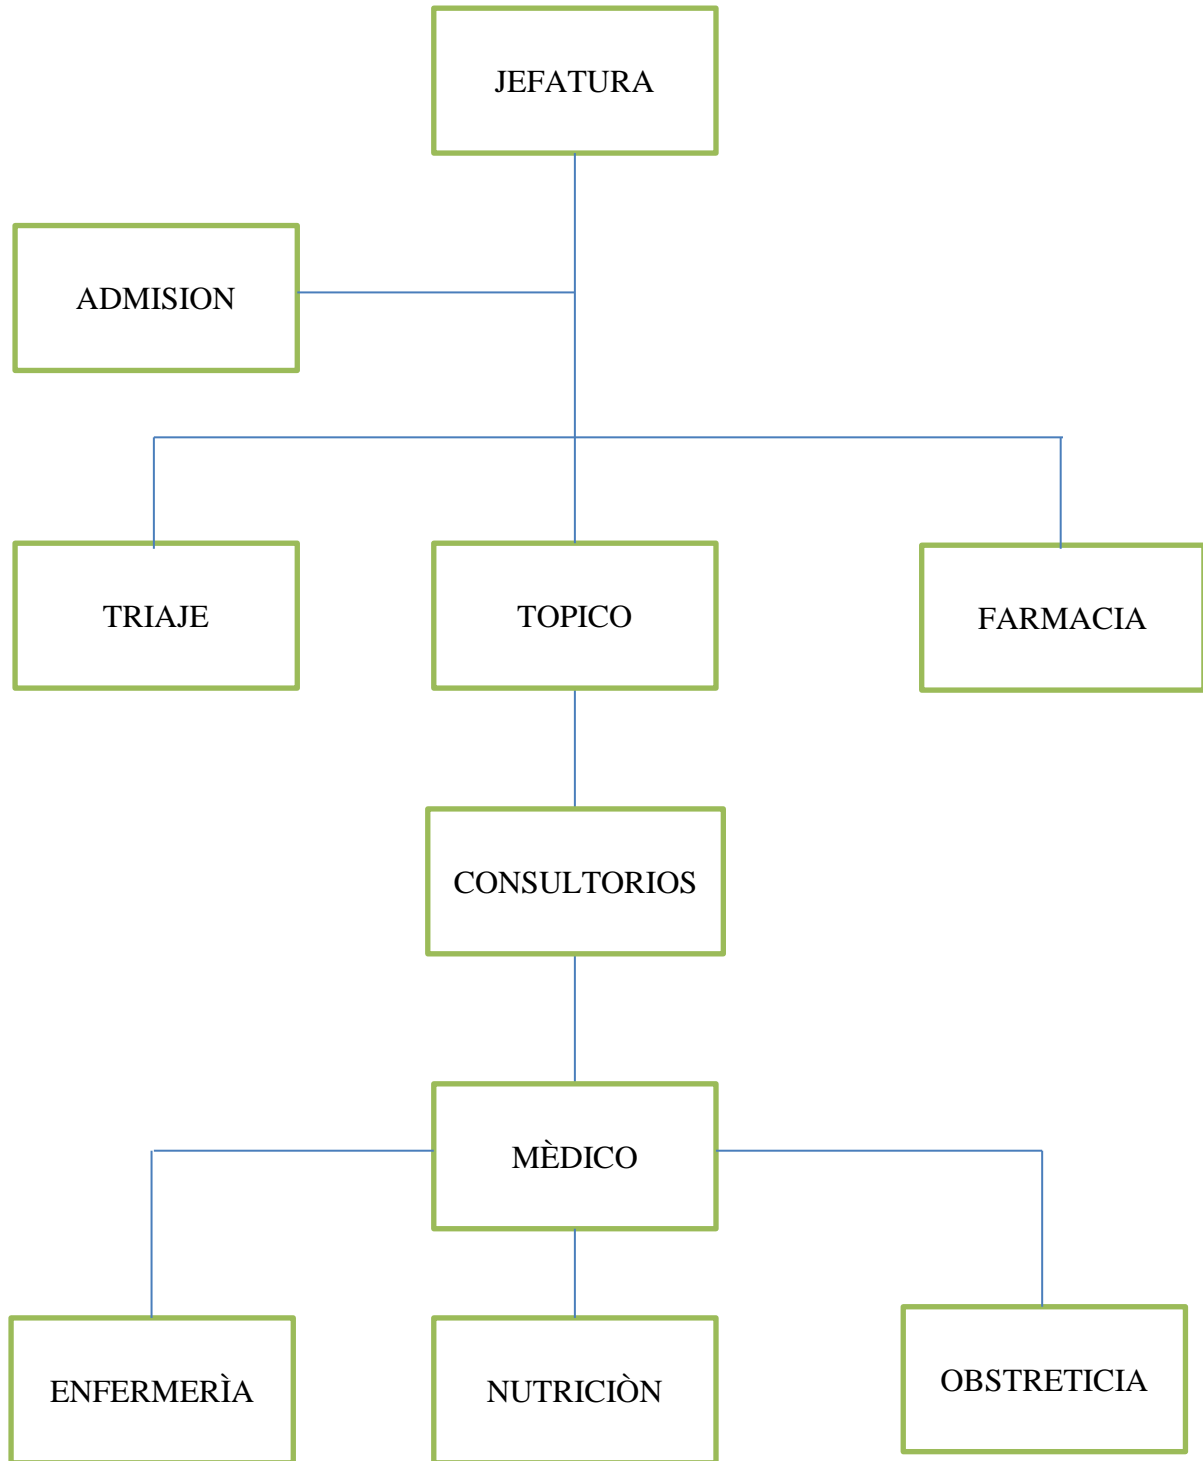 JEFATURA
ADMISION
TRIAJE
TOPICO
FARMACIA
CONSULTORIOS
MÈDICO
ENFERMERÌA
NUTRICIÒN
OBSTRETICIA